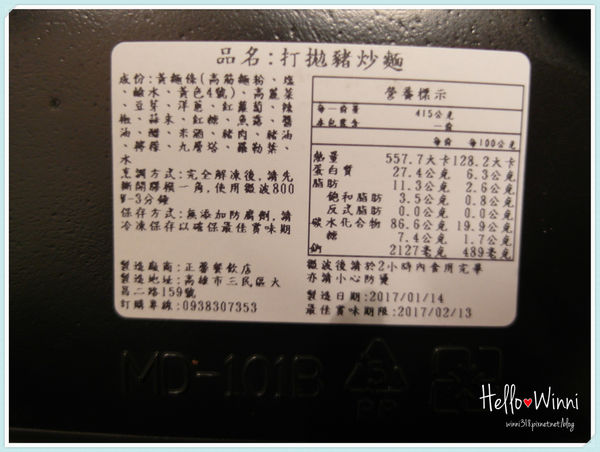 品名:打拋豬炒麵
成份:黃麵條(高筋麵粉、塩
、鹼水、黃色4號)、高麗菜
、豆芽、洋蔥、紅蘿蔔、辣
椒、蒜末、紅糖、魚露、醬
油、醋、米酒、豬肉、豬油
、檸檬、九層塔、羅勒葉、
水
烹調方式:完全解凍後,請先
撕開膠模一角,使用微波800
W-3分鐘
保存方式:無添加防腐劑,請
冷凍保存以確保最佳賞味期
製造廠商:正馨餐飲店
製造地址:高雄市三民區大
昌二路159號
訂購專線:0938307353
營養標示
每一份量 415公克
本包裝含 一份
每份 每100公克
熱量 557.7大卡 128.2大卡
蛋白質 27.4公克 6.3公克
脂肪 11.3公克 2.6公克
飽和脂肪 3.5公克 0.8公克
反式脂肪 0.0公克 0.0公克
碳水化合物 86.6公克 19.9公克
糖 7.4公克 1.7公克
鈉 2127毫克 489毫克
微波後請於2小時內食用完畢
亦請小心防燙
製造日期:2017/01/14
最佳賞味期限:2017/02/13
MD-101B
5
PP
Hello Winni
winni318.pixnet.net/blog